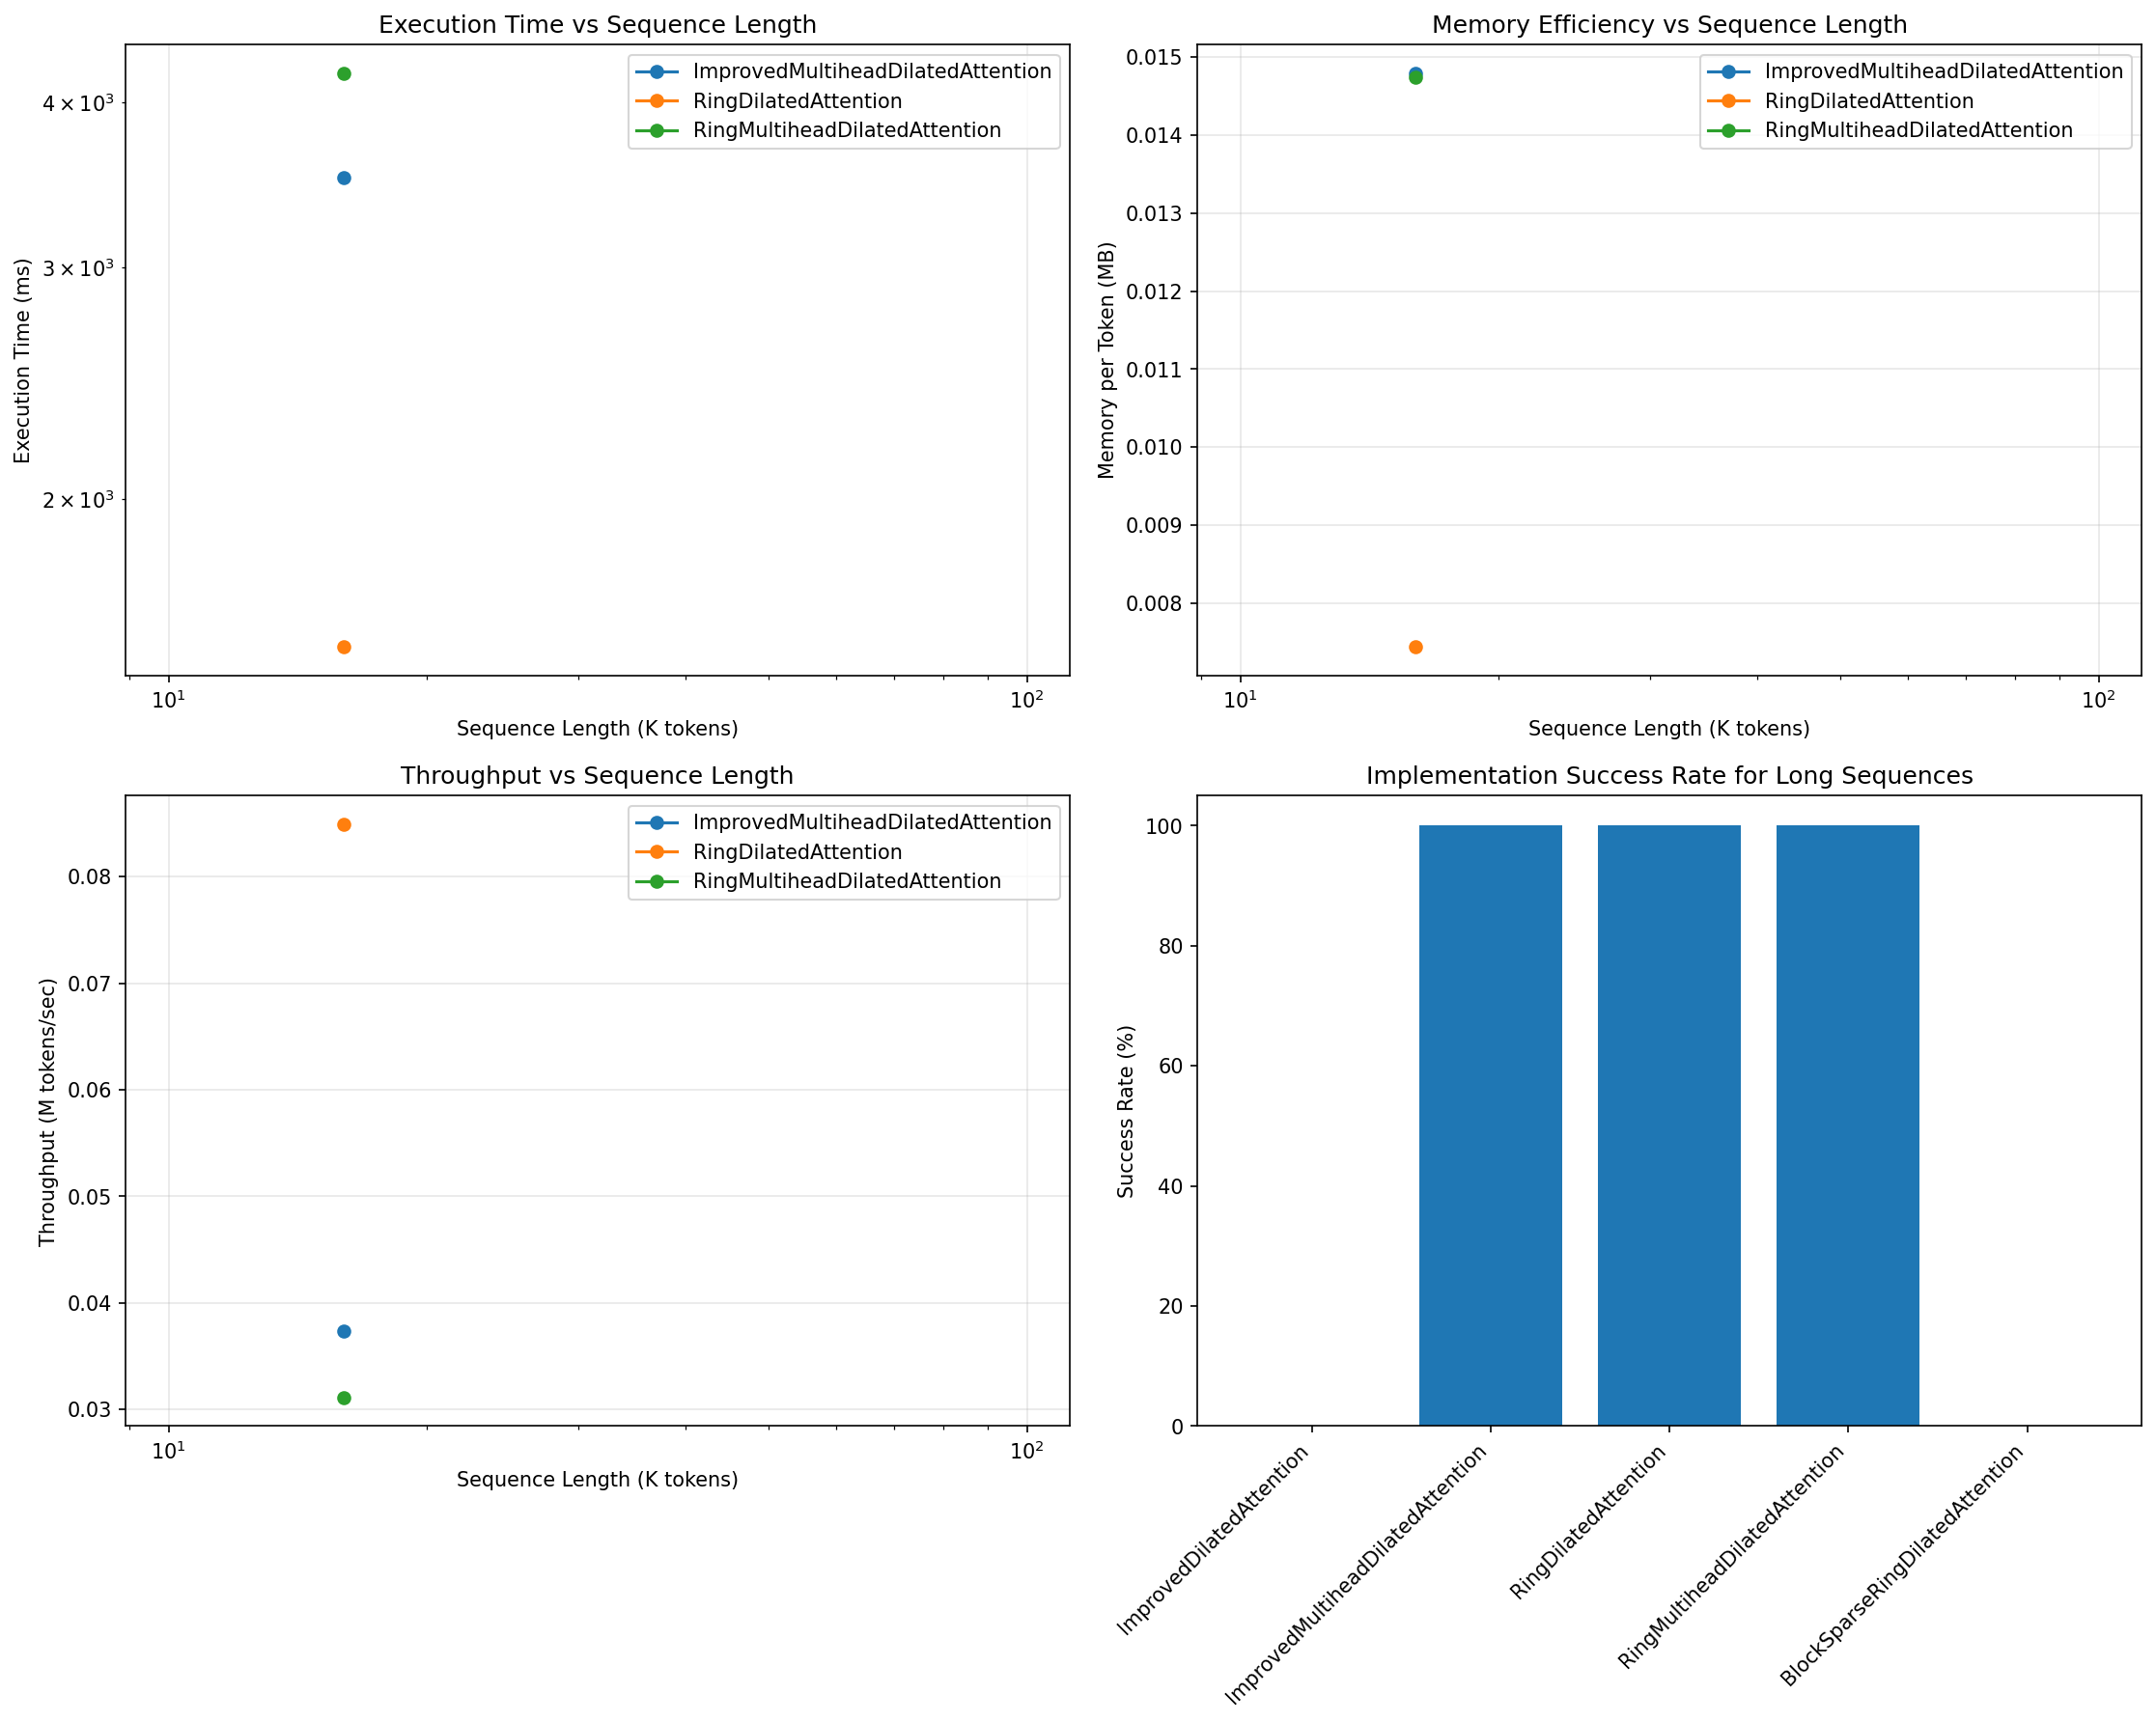 Execution Time vs Sequence Length
4 × 10³
3 × 10³
2 × 10³
Execution Time (ms)
ImprovedMultiheadDilatedAttention
RingDilatedAttention
RingMultiheadDilatedAttention
10¹
10²
Sequence Length (K tokens)
Memory Efficiency vs Sequence Length
0.015
0.014
0.013
0.012
0.011
0.010
0.009
0.008
Memory per Token (MB)
ImprovedMultiheadDilatedAttention
RingDilatedAttention
RingMultiheadDilatedAttention
10¹
10²
Sequence Length (K tokens)
Throughput vs Sequence Length
0.08
0.07
0.06
0.05
0.04
0.03
Throughput (M tokens/sec)
ImprovedMultiheadDilatedAttention
RingDilatedAttention
RingMultiheadDilatedAttention
10¹
10²
Sequence Length (K tokens)
Implementation Success Rate for Long Sequences
100
80
60
40
20
0
Success Rate (%)
ImprovedDilatedAttention
ImprovedMultiheadDilatedAttention
RingDilatedAttention
RingMultiheadDilatedAttention
BlockSparseRingDilatedAttention